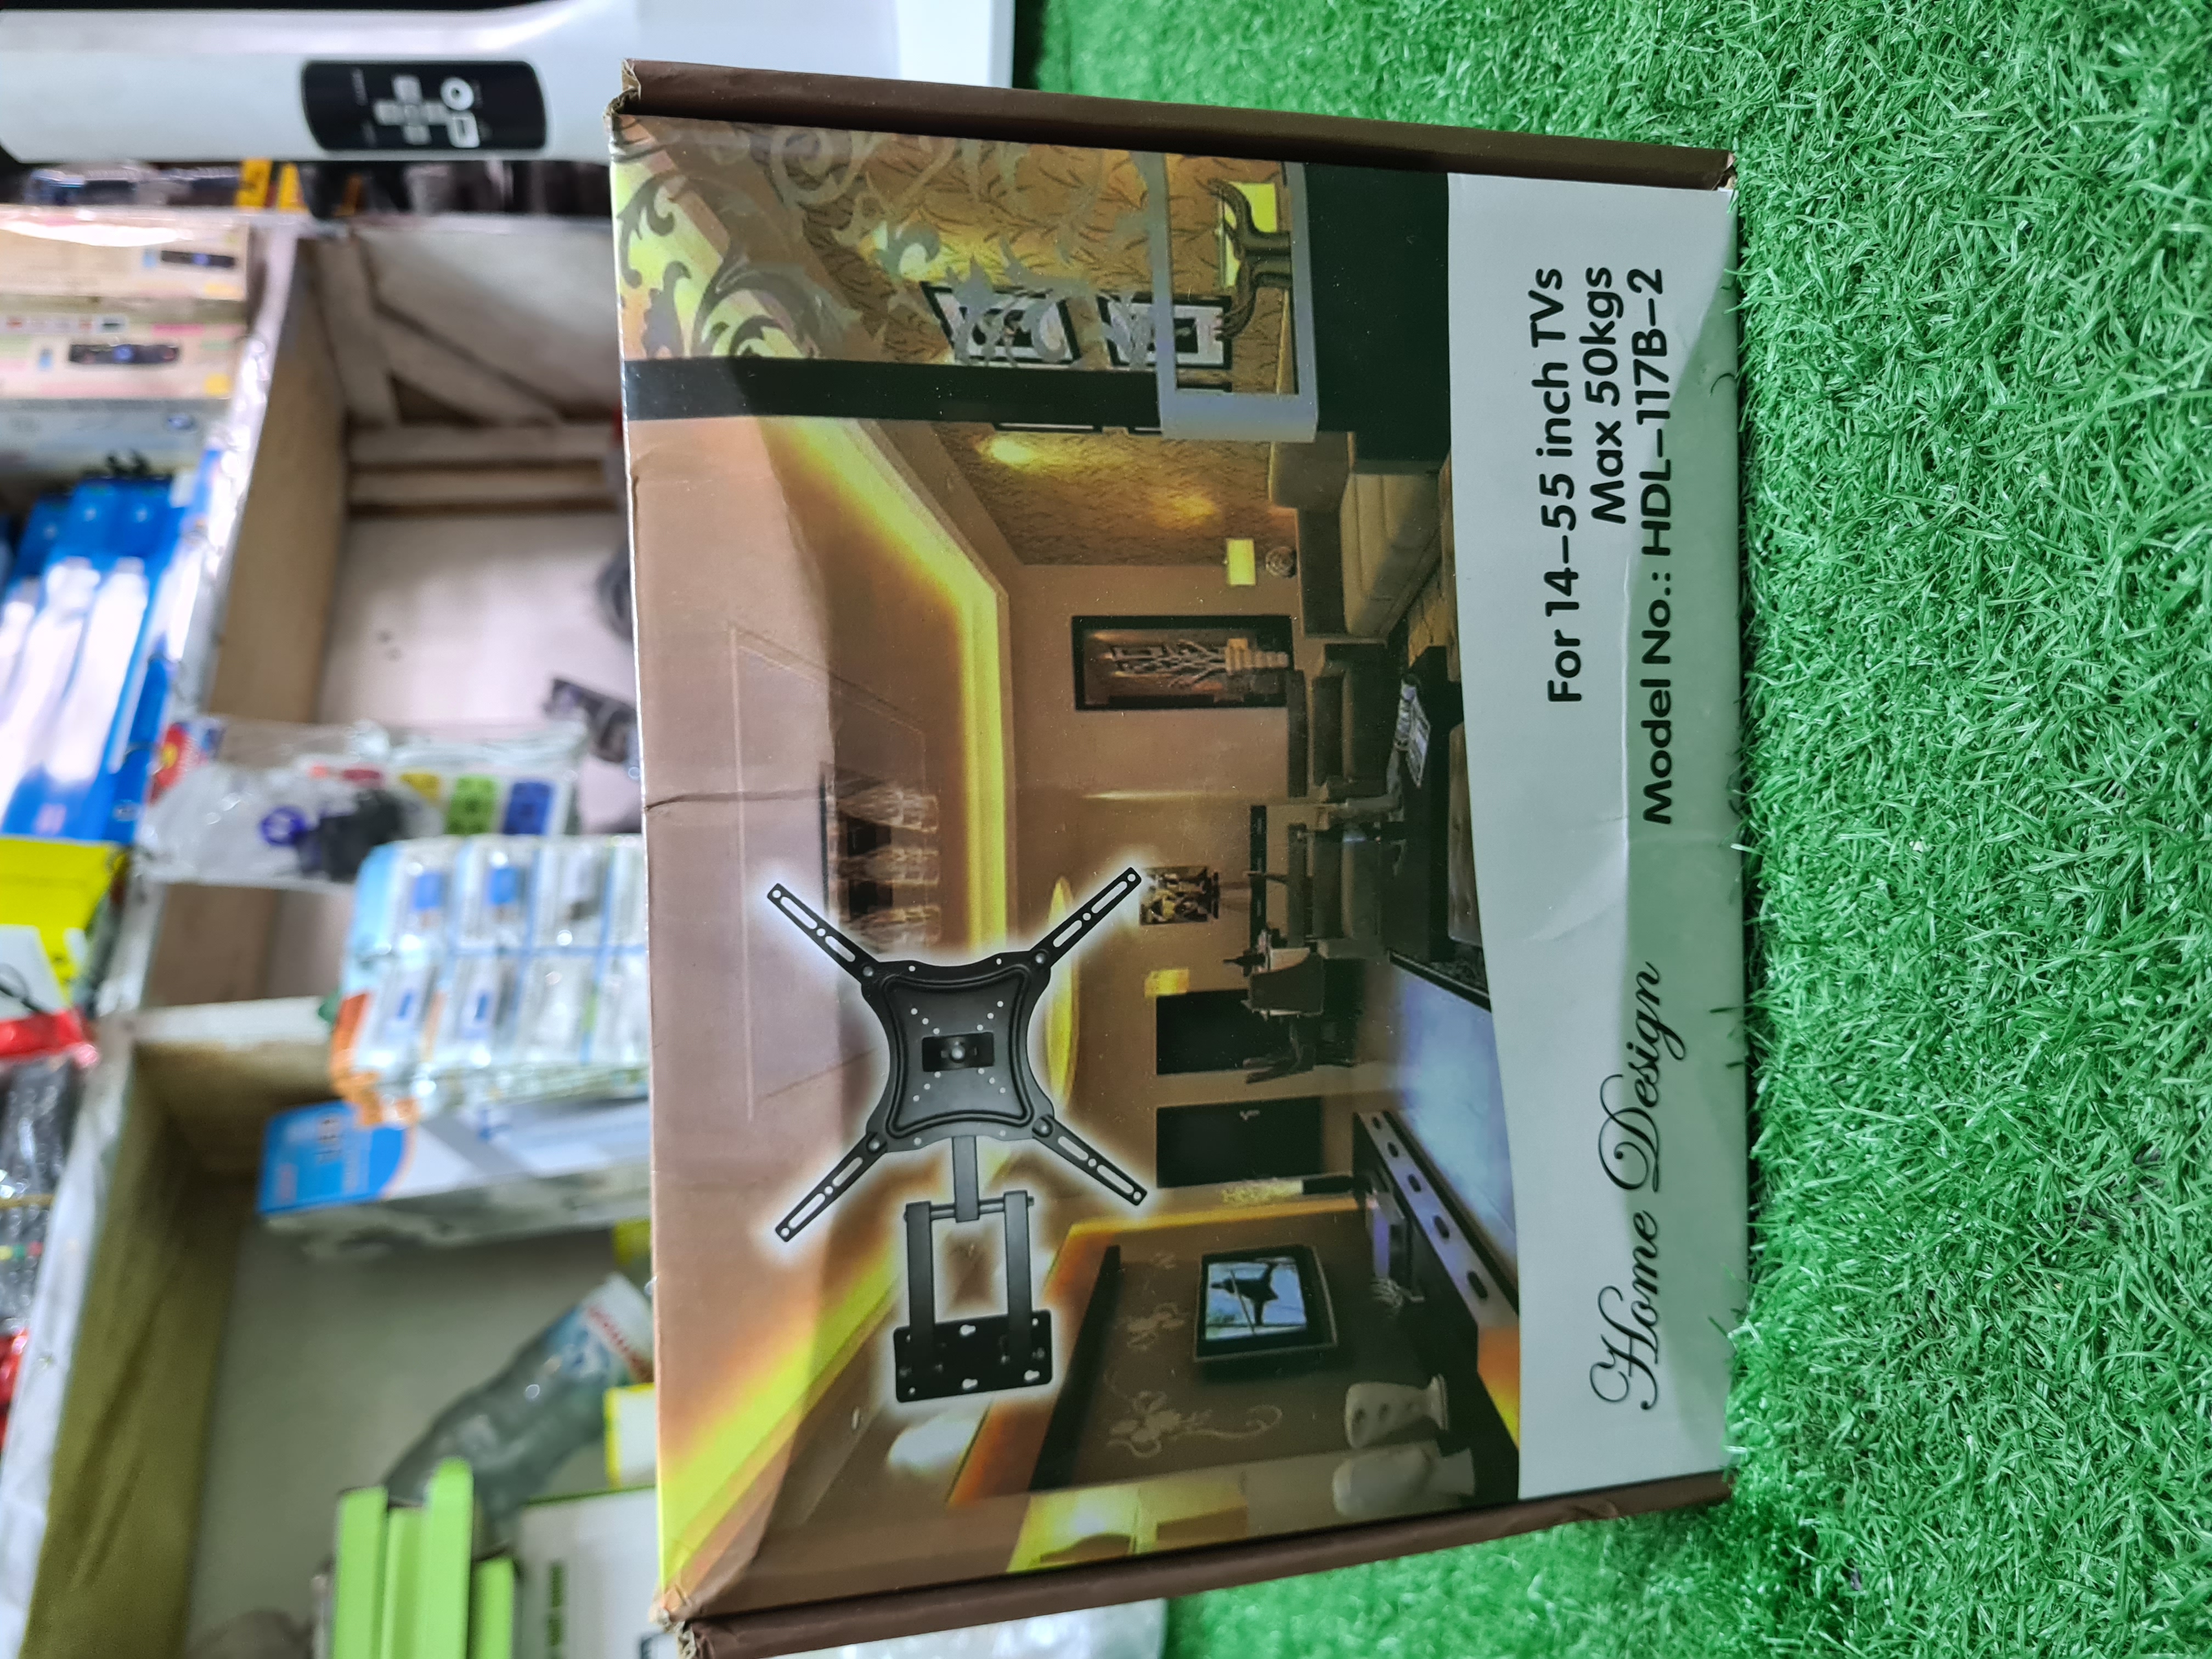 For 14–55 inch TVs
Max 50kgs
Home Design
Model No.: HDL–117B–2